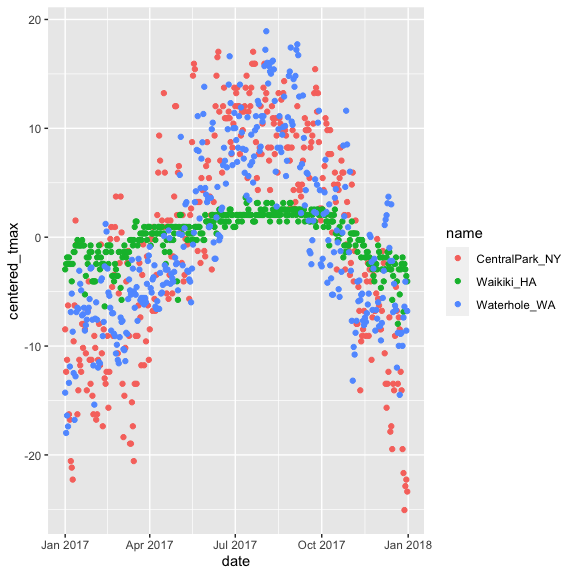 20
10
0
-10
-20
centered_tmax
Jan 2017
Apr 2017
Jul 2017
Oct 2017
Jan 2018
date
name
CentralPark_NY
Waikiki_HA
Waterhole_WA